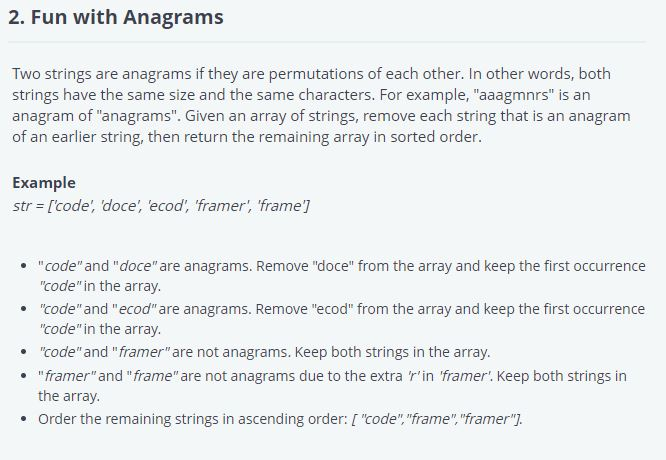 2. Fun with Anagrams
Two strings are anagrams if they are permutations of each other. In other words, both
strings have the same size and the same characters. For example, "aaagmnrs" is an
anagram of "anagrams". Given an array of strings, remove each string that is an anagram
of an earlier string, then return the remaining array in sorted order.
Example
str = ['code', 'doce', 'ecod', 'framer', 'frame']
• "code" and "doce" are anagrams. Remove "doce" from the array and keep the first occurrence
"code" in the array.
• "code" and "ecod" are anagrams. Remove "ecod" from the array and keep the first occurrence
"code" in the array.
• "code" and "framer" are not anagrams. Keep both strings in the array.
• "framer" and "frame" are not anagrams due to the extra 'r' in 'framer'. Keep both strings in
the array.
• Order the remaining strings in ascending order: [ "code","frame","framer"].